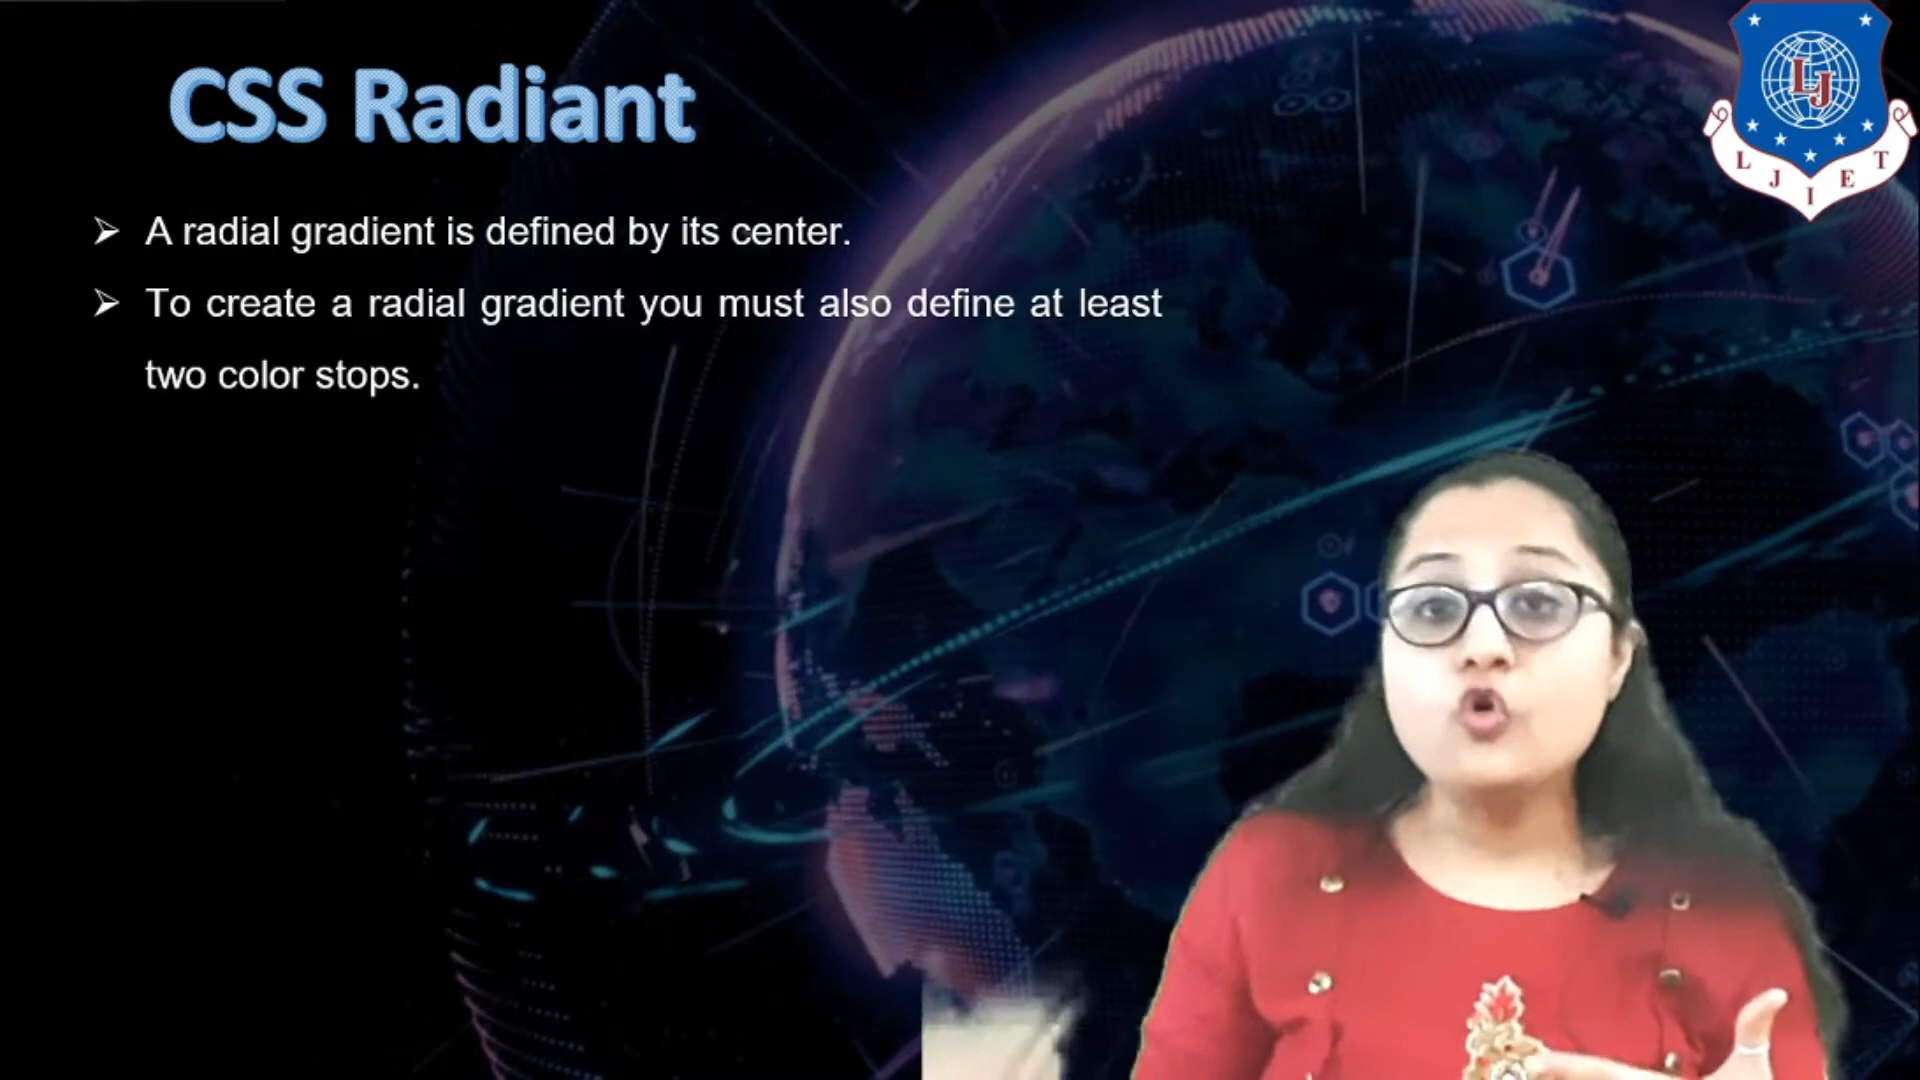 CSS Radiant
➢ A radial gradient is defined by its center.
➢ To create a radial gradient you must also define at least
two color stops.
LJ
L J I E T